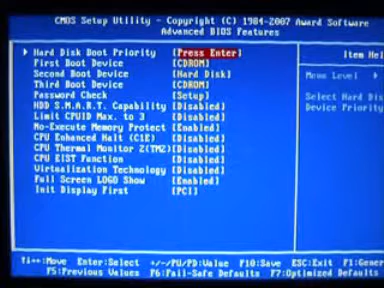 CMOS Setup Utility - Copyright (C) 1984-2007 Award Software
Advanced BIOS Features
Hard Disk Boot Priority [Press Enter]
First Boot Device [CDROM]
Second Boot Device [Hard Disk]
Third Boot Device [CDROM]
Password Check [Setup]
HDD S.M.A.R.T. Capability [Disabled]
Limit CPUID Max. to 3 [Disabled]
No-Execute Memory Protect [Enabled]
CPU Enhanced Halt (C1E) [Disabled]
CPU Thermal Monitor 2(TM2) [Disabled]
CPU EIST Function [Disabled]
Virtualization Technology [Disabled]
Full Screen LOGO Show [Enabled]
Init Display First [PCI]
Item Hel
Menu Level
Select Hard Dis
Device Priority
↑↓→←:Move Enter:Select +/-/PU/PD:Value F10:Save ESC:Exit F1:Gener
F5:Previous Values F6:Fail-Safe Defaults F7:Optimized Defaults